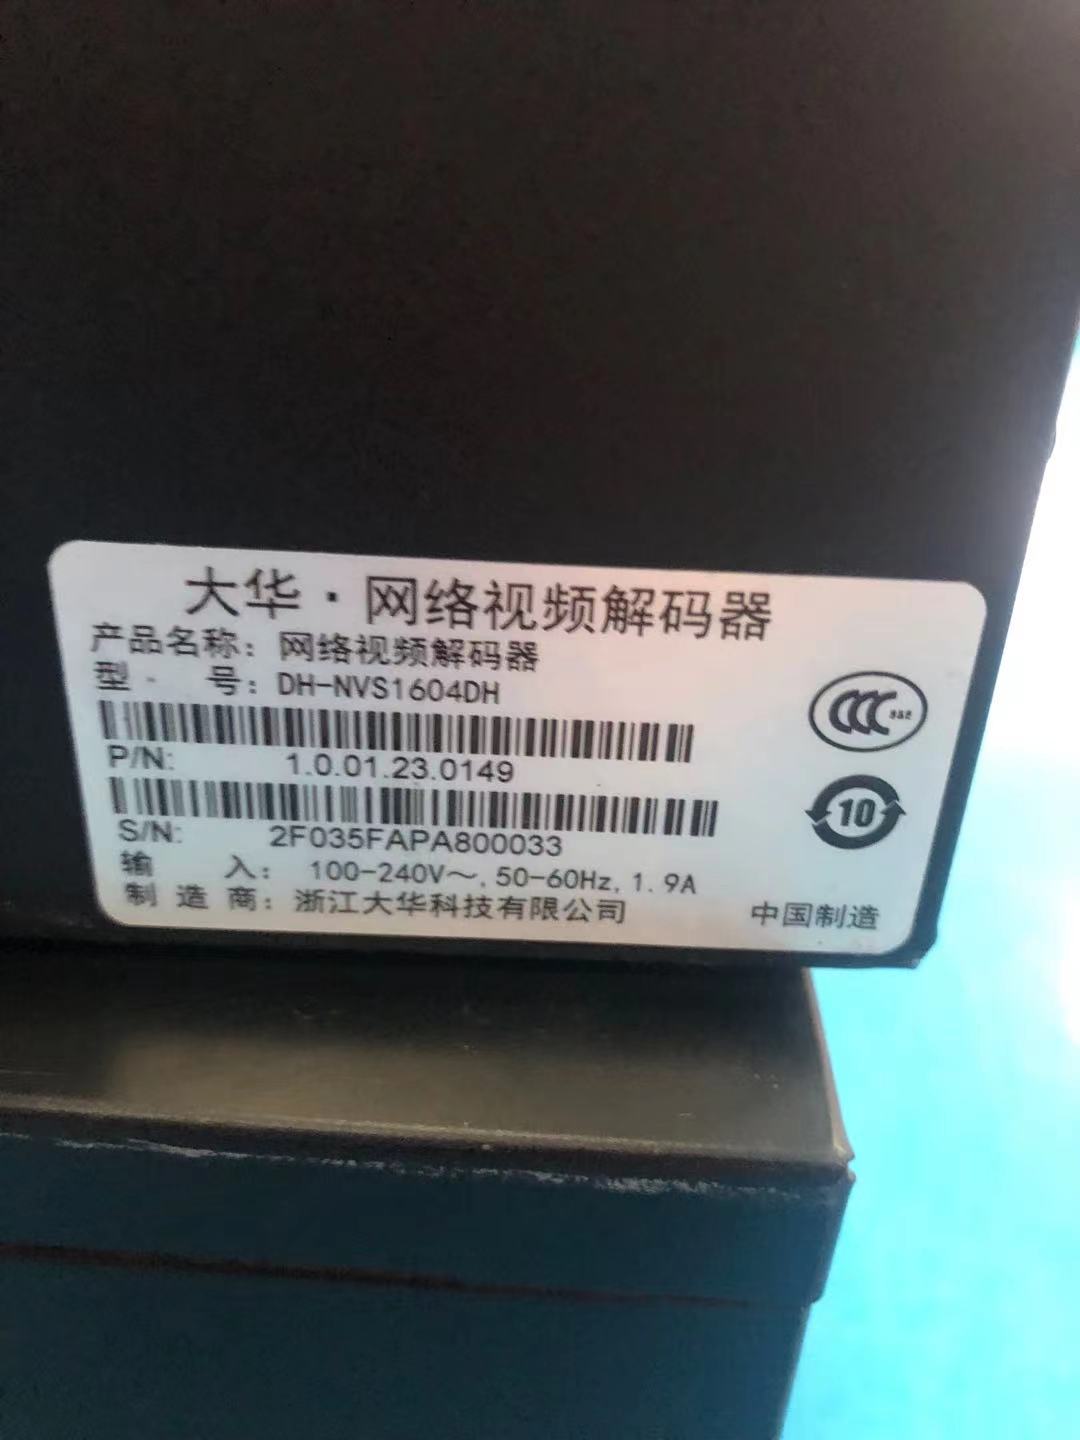 大华·网络视频解码器
产品名称：网络视频解码器
型 号：DH-NVS1604DH
P/N: 1.0.01.23.0149
S/N: 2F035FAPA800033
输 入： 100-240V～,50-60Hz,1.9A
制 造 商：浙江大华科技有限公司
CCC
10
中国制造